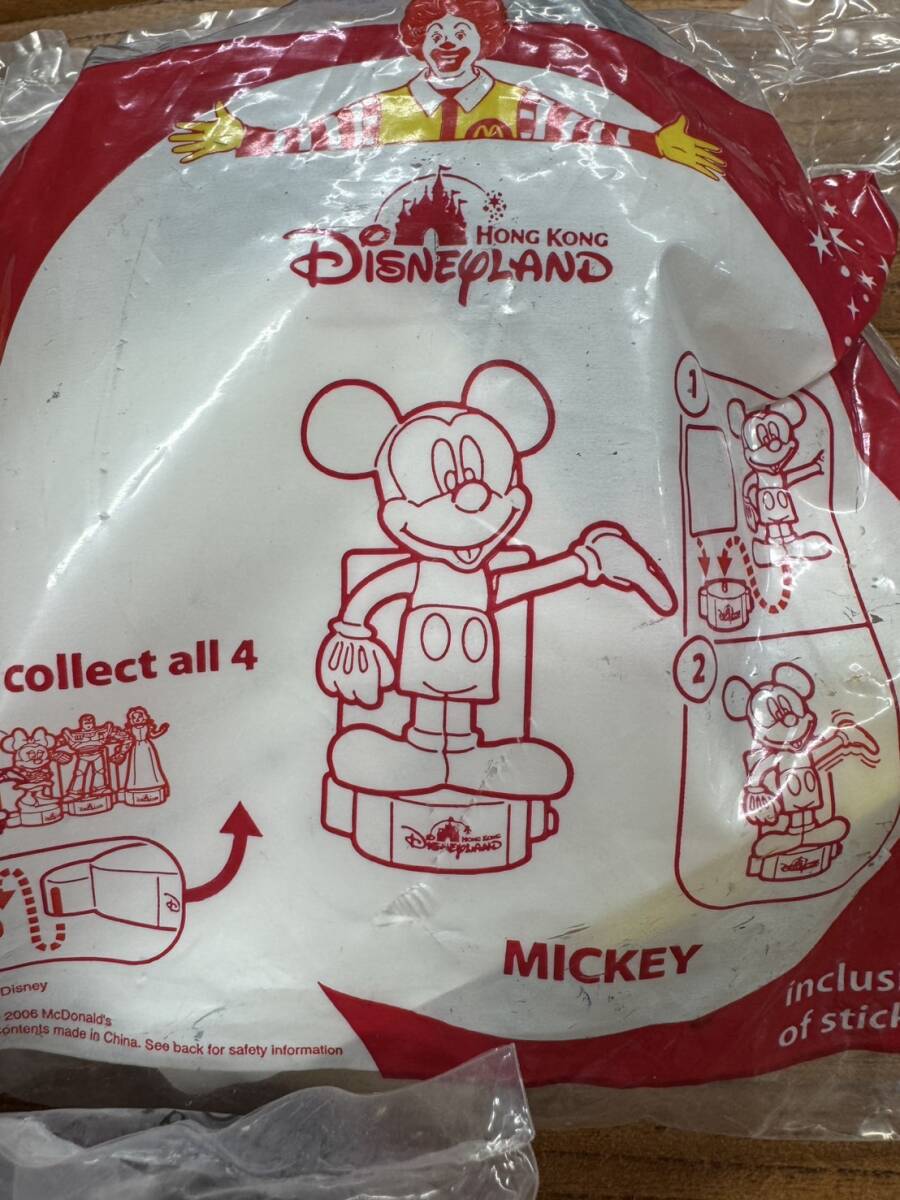 HONG KONG
DISNEYLAND
1
collect all 4
2
DISNEYLAND
HONG KONG
MICKEY
Disney
2006 McDonald's
contents made in China. See back for safety information
inclus
of stick